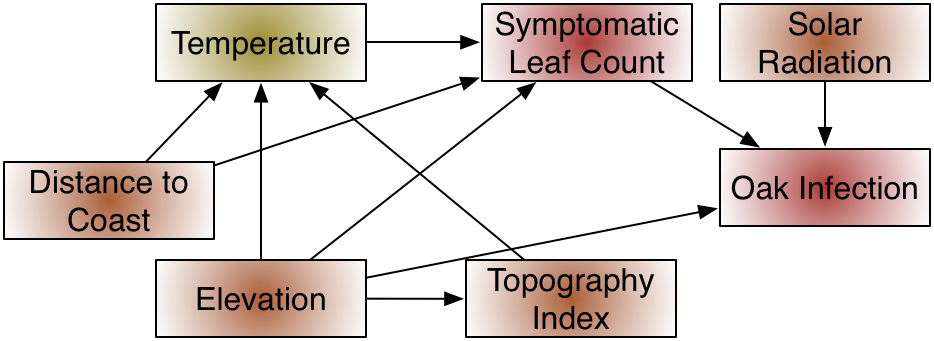 Temperature
Symptomatic
Leaf Count
Solar
Radiation
Distance to
Coast
Oak Infection
Elevation
Topography
Index